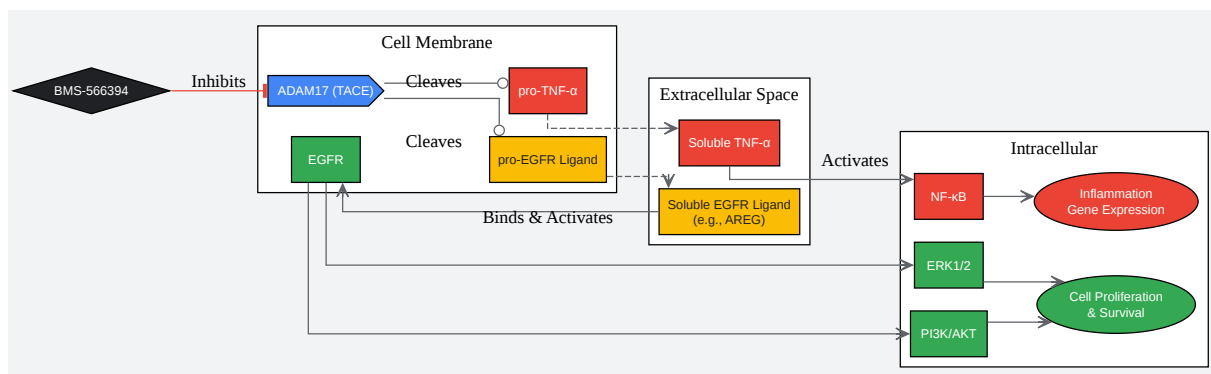 Cell Membrane
BMS-566394
Inhibits
ADAM17 (TACE)
Cleaves
pro-TNF-α
Cleaves
EGFR
pro-EGFR Ligand
Extracellular Space
Soluble TNF-α
Soluble EGFR Ligand
(e.g., AREG)
Binds & Activates
Activates
Intracellular
NF-κB
Inflammation
Gene Expression
ERK1/2
Cell Proliferation
& Survival
PI3K/AKT